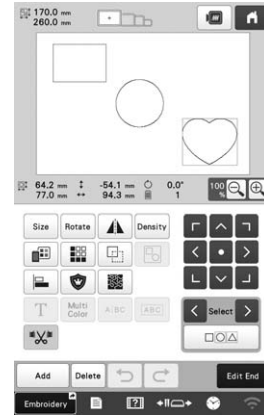 170.0 mm
260.0 mm
64.2 mm ↕ -54.1 mm 0.0°
77.0 mm ↔ 94.3 mm 1
100 %
Size Rotate Density
T Multi Color ABC ABC
Select
Add Delete Edit End
Embroidery